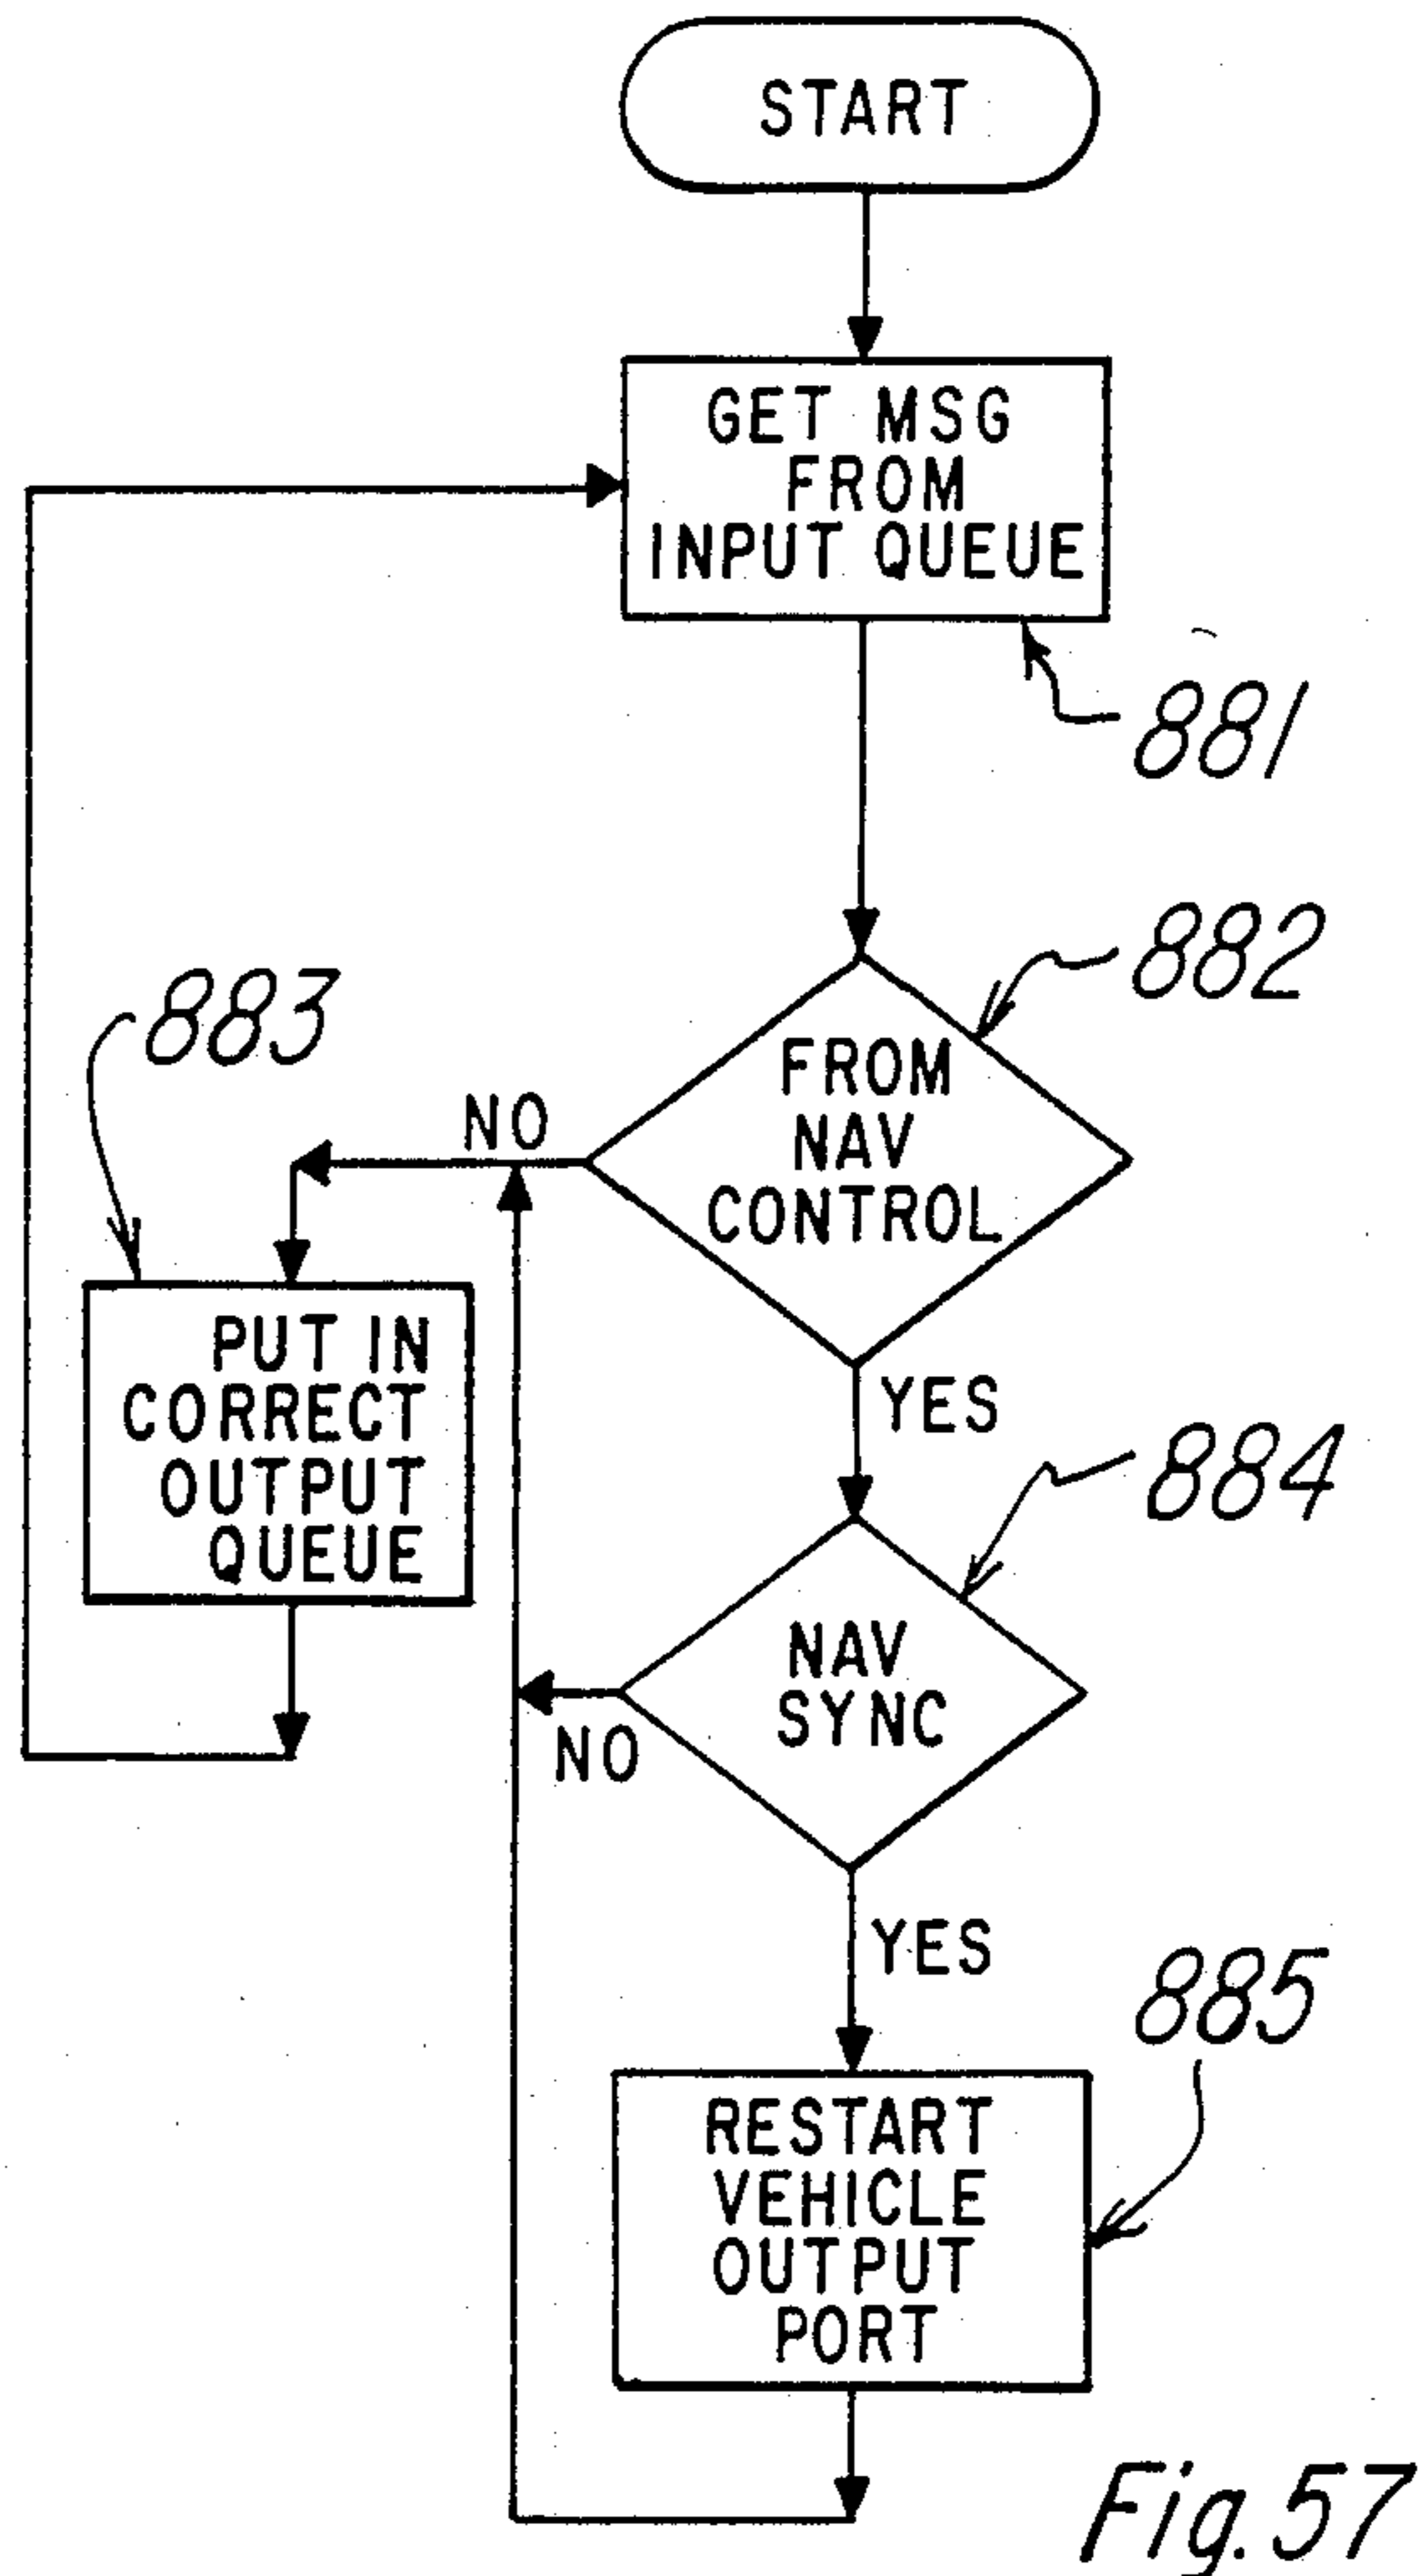 START
GET MSG
FROM
INPUT QUEUE
881
882
883
FROM
NAV
CONTROL
NO
PUT IN
CORRECT
OUTPUT
QUEUE
YES
884
NAV
SYNC
NO
YES
885
RESTART
VEHICLE
OUTPUT
PORT
Fig. 57